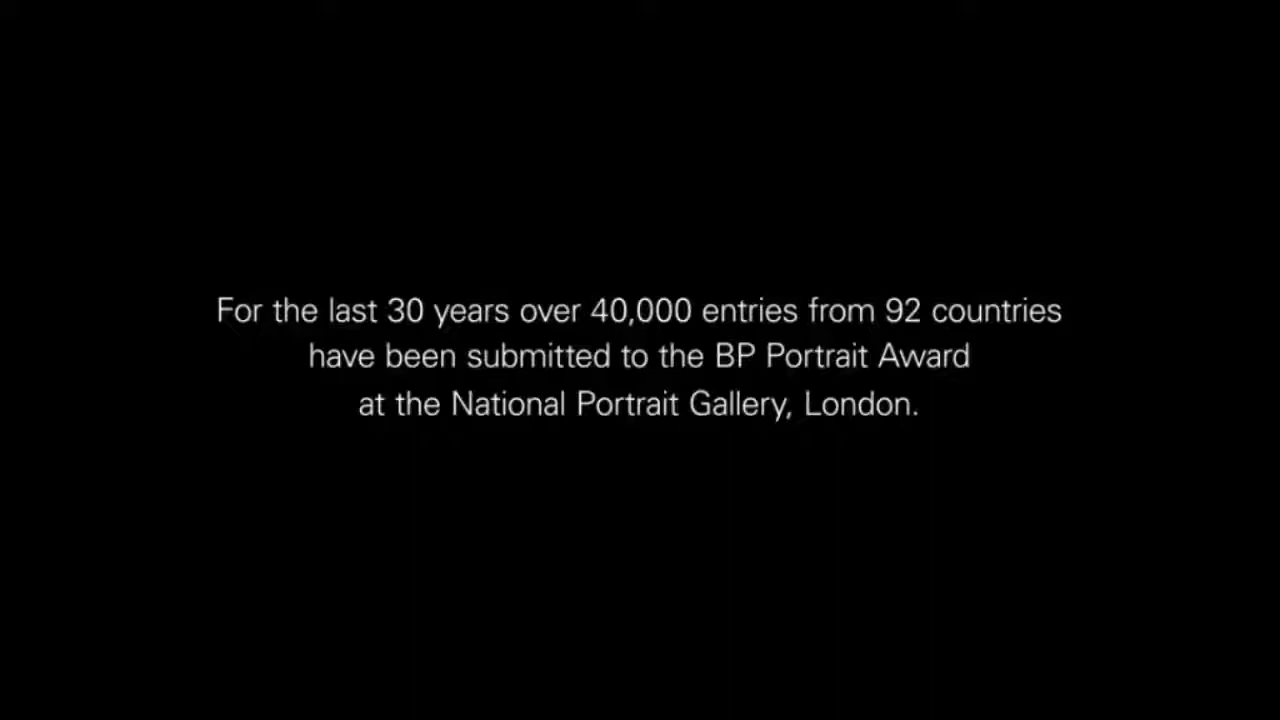 For the last 30 years over 40,000 entries from 92 countries
have been submitted to the BP Portrait Award
at the National Portrait Gallery, London.